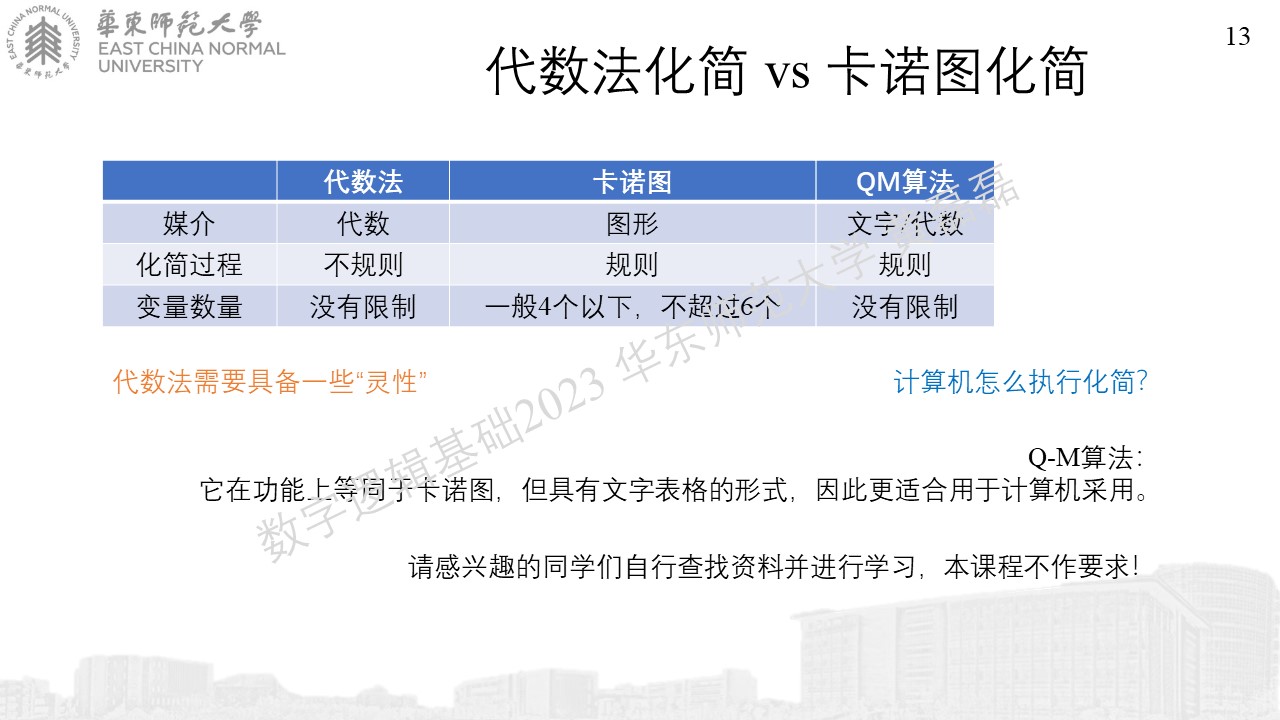 華東師範大學
EAST CHINA NORMAL
UNIVERSITY
13
代数法化简 vs 卡诺图化简
代数法 卡诺图 QM算法
媒介 代数 图形 文字/代数
化简过程 不规则 规则 规则
变量数量 没有限制 一般4个以下，不超过6个 没有限制
代数法需要具备一些“灵性”
计算机怎么执行化简?
Q-M算法：
它在功能上等同于卡诺图，但具有文字表格的形式，因此更适合用于计算机采用。
请感兴趣的同学们自行查找资料并进行学习，本课程不作要求！
数字逻辑基础2023 华东师范大学